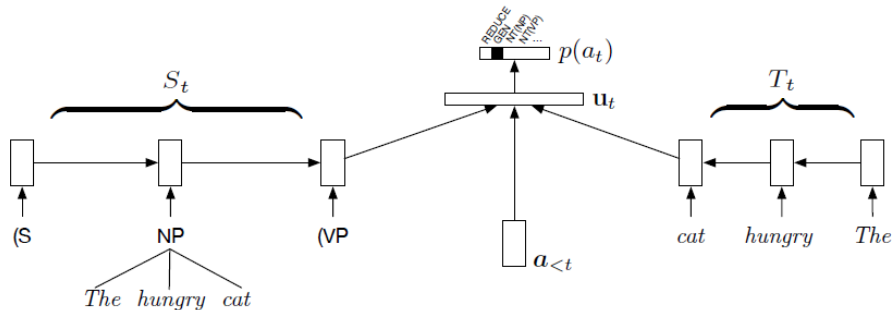 REDUCE
GEN
NT(NP)
NT(VP)
...
p(a_t)
S_t
u_t
T_t
(S
NP
(VP
a_{<t}
cat
hungry
The
The hungry cat